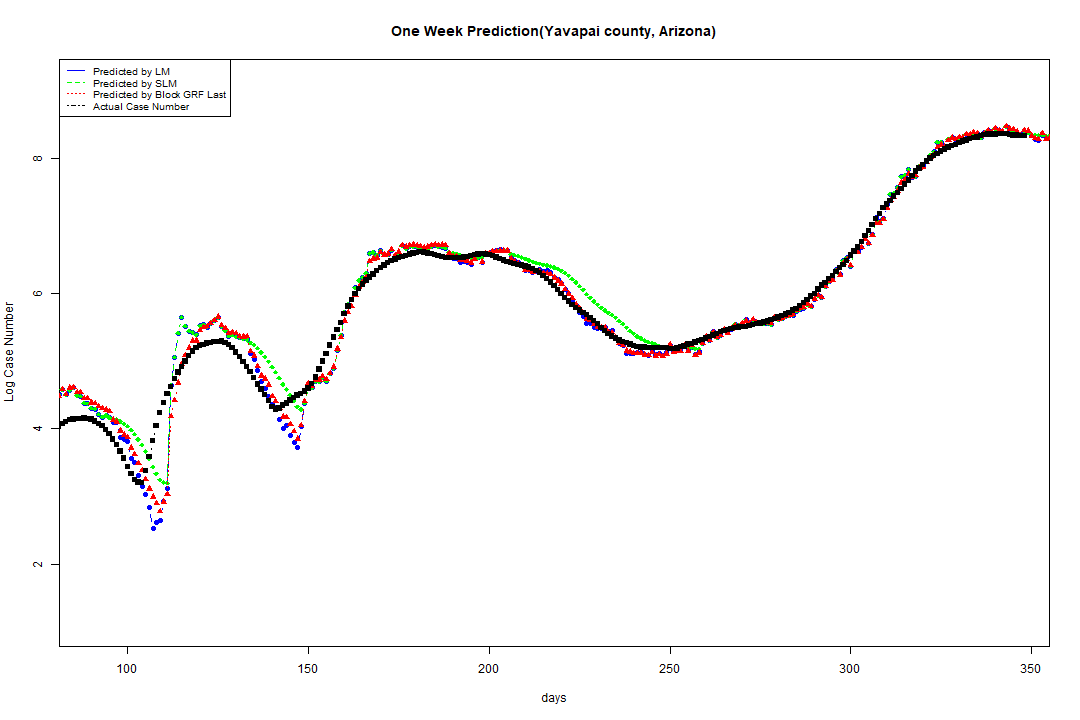 One Week Prediction(Yavapai county, Arizona)
Predicted by LM
Predicted by SLM
Predicted by Block GRF Last
Actual Case Number
Log Case Number
8
6
4
2
100 150 200 250 300 350
days